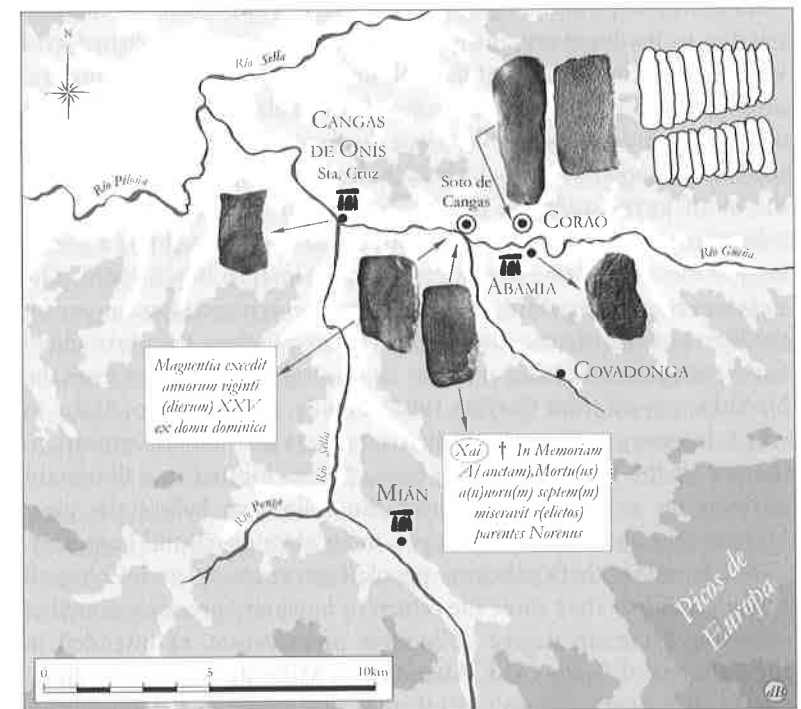 N
Río Sella
CANGAS
DE ONÍS
Sta. Cruz
Soto de
Cangas
CORAO
Río Piloña
Río Güeña
ABAMIA
COVADONGA
Magnentia excedit
annorum viginti
(dierum) XXV
ex domu dominica
Río Sella
Xai † In Memoriam
A[ anctam),Mortu(us)
a(n)noru(m) septem(m)
miseravit r(elictos)
parentes Norenus
MIÁN
Río Ponga
Picos de
Europa
0 5 10km
dB